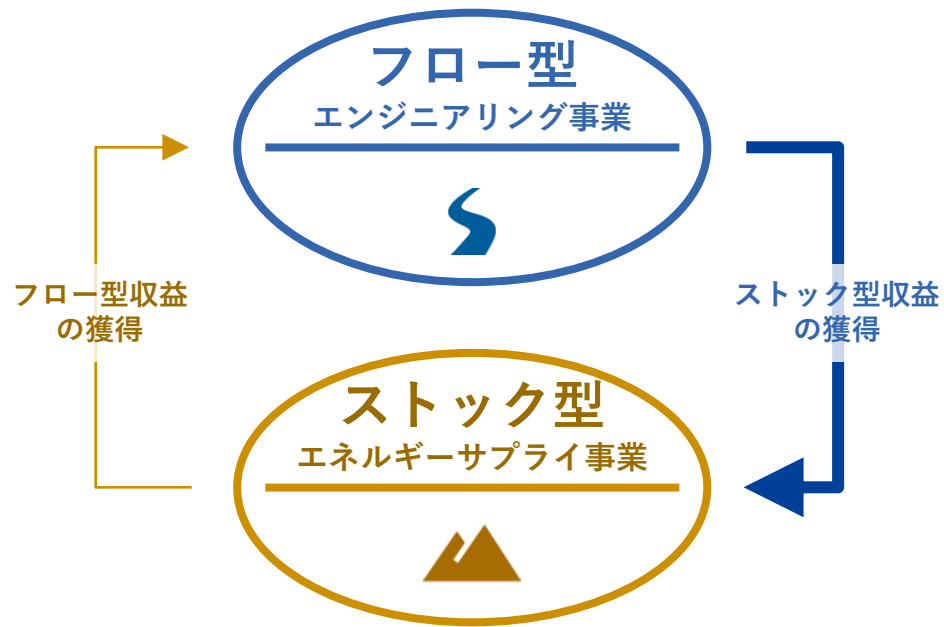 フロー型
エンジニアリング事業
フロー型収益
の獲得
ストック型収益
の獲得
ストック型
エネルギーサプライ事業